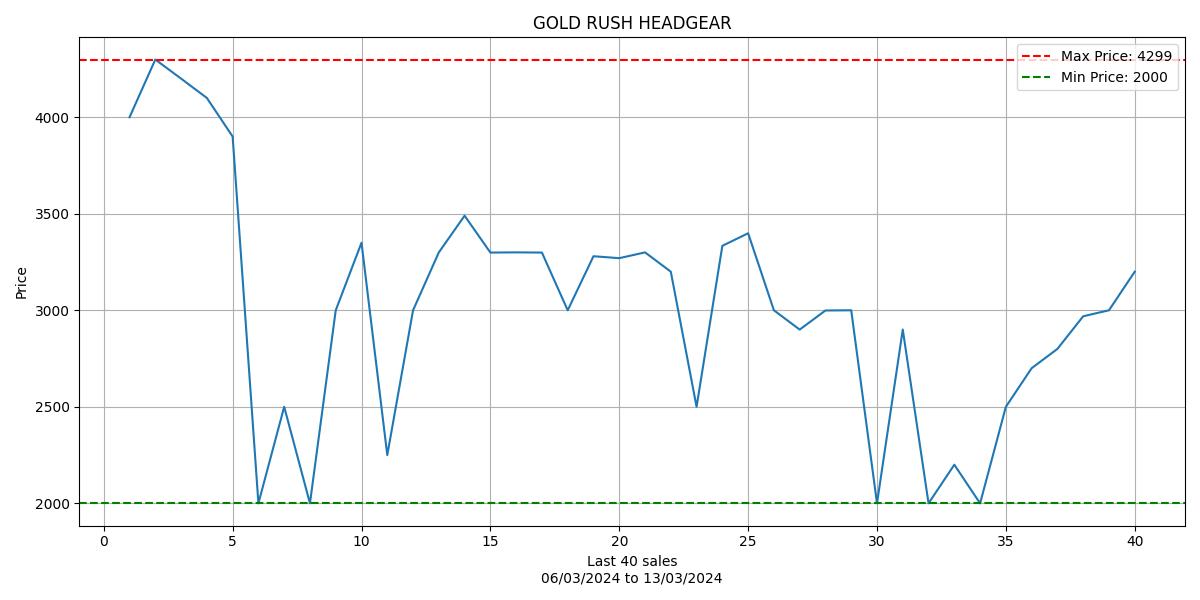 GOLD RUSH HEADGEAR
Max Price: 4299
Min Price: 2000
Price
4000
3500
3000
2500
2000
0 5 10 15 20 25 30 35 40
Last 40 sales
06/03/2024 to 13/03/2024